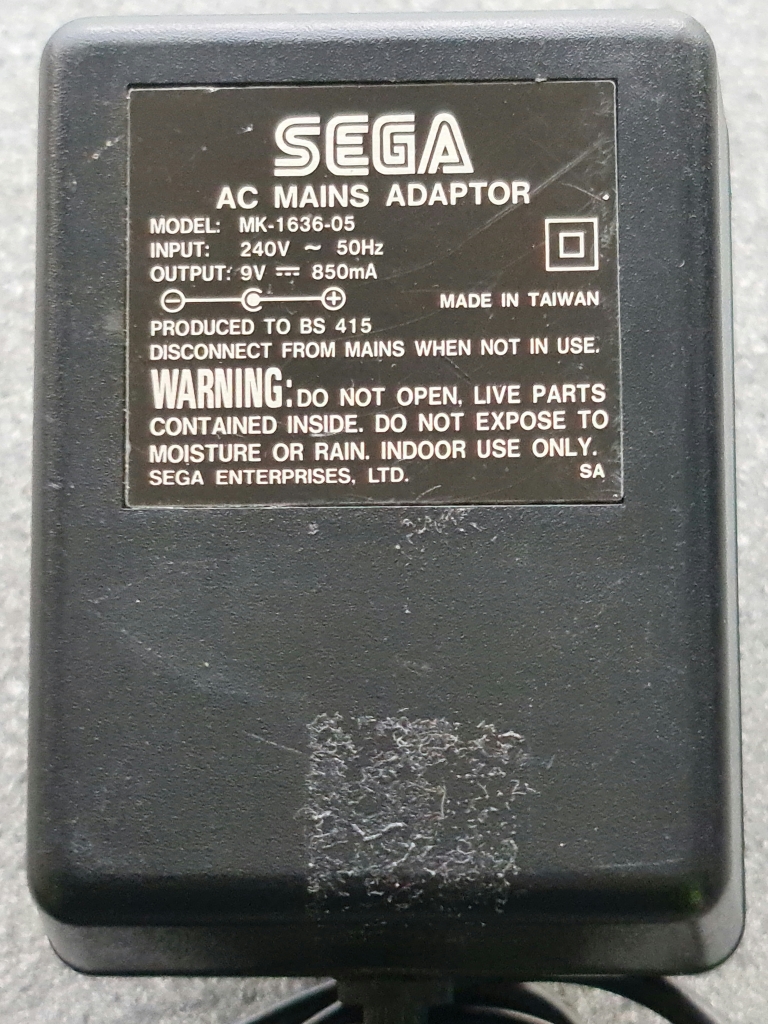 SEGA
AC MAINS ADAPTOR
MODEL: MK-1636-05
INPUT: 240V ~ 50Hz
OUTPUT: 9V ⎓ 850mA
MADE IN TAIWAN
PRODUCED TO BS 415
DISCONNECT FROM MAINS WHEN NOT IN USE.
WARNING: DO NOT OPEN, LIVE PARTS
CONTAINED INSIDE. DO NOT EXPOSE TO
MOISTURE OR RAIN. INDOOR USE ONLY.
SEGA ENTERPRISES, LTD. SA